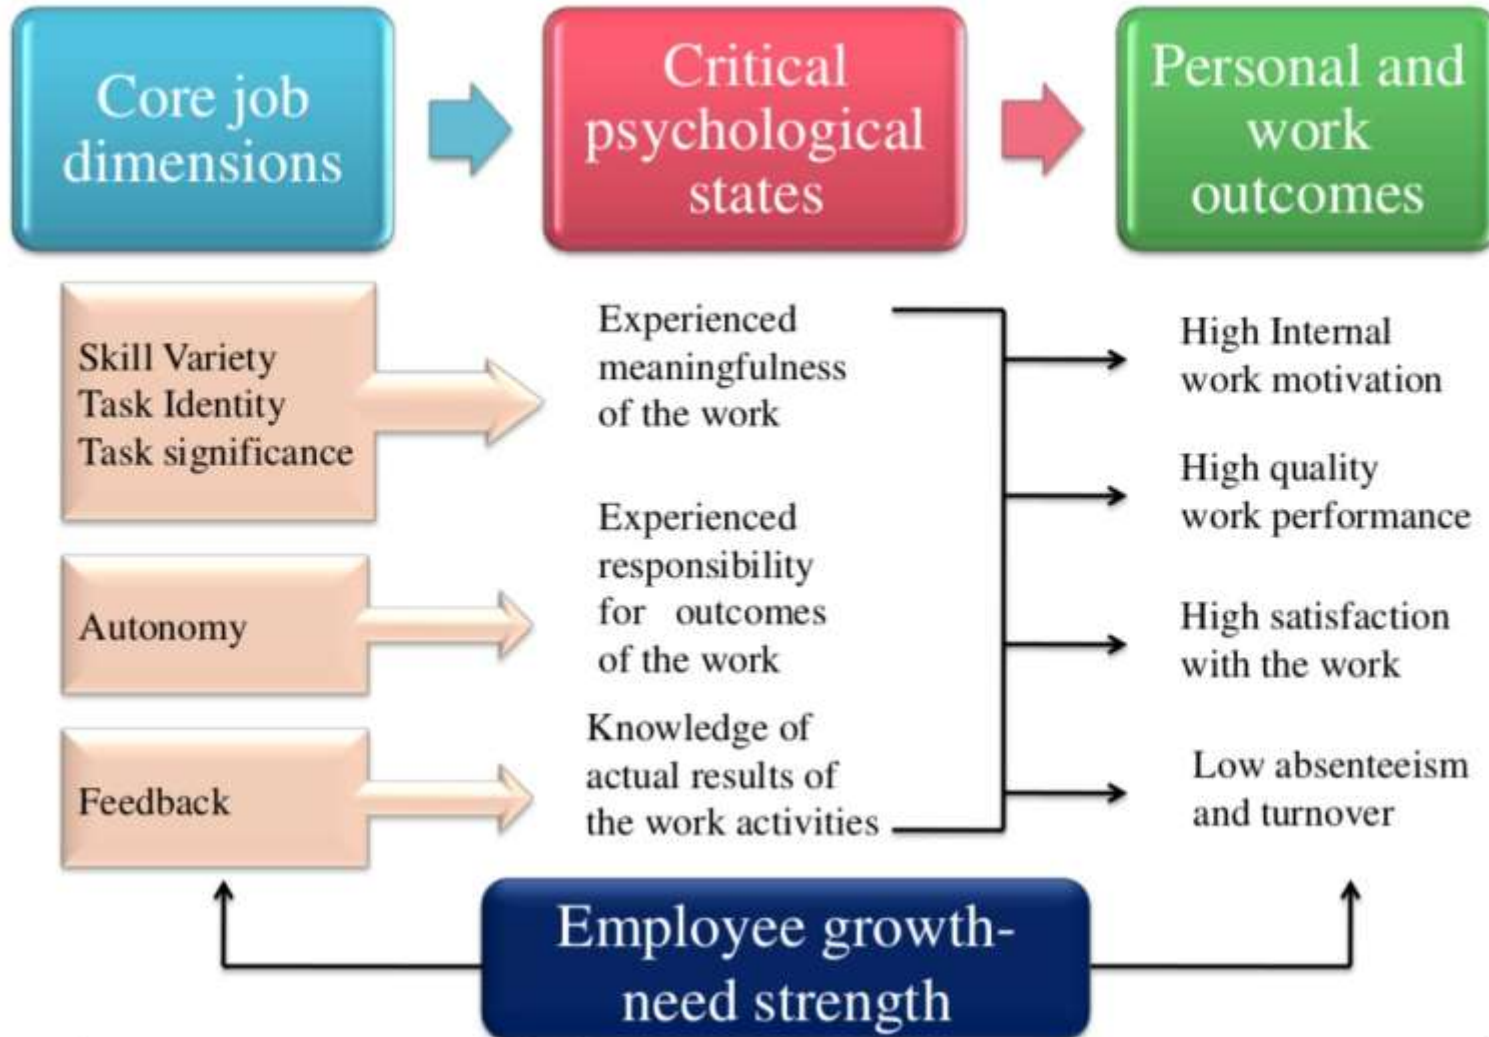 Core job
dimensions
Critical
psychological
states
Personal and
work
outcomes
Skill Variety
Task Identity
Task significance
Experienced
meaningfulness
of the work
High Internal
work motivation
High quality
work performance
Autonomy
Experienced
responsibility
for outcomes
of the work
High satisfaction
with the work
Feedback
Knowledge of
actual results of
the work activities
Low absenteeism
and turnover
Employee growth-
need strength